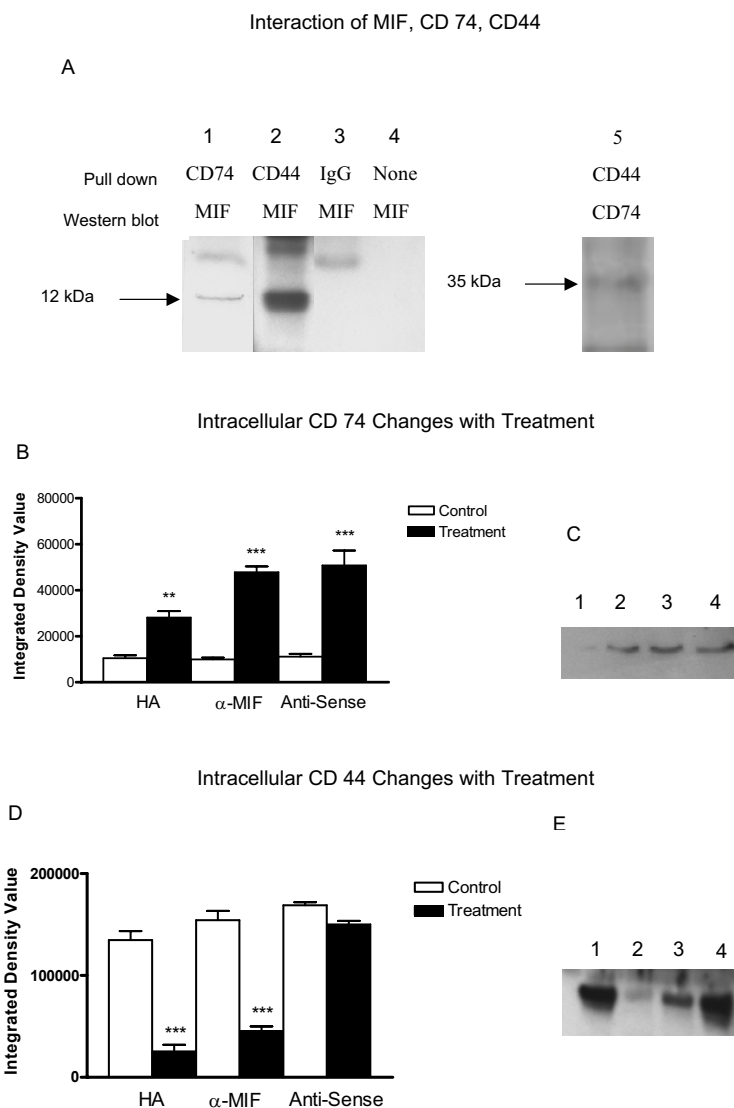 Interaction of MIF, CD 74, CD44
A
1 2 3 4 5
Pull down CD74 CD44 IgG None CD44
Western blot MIF MIF MIF MIF CD74
12 kDa 35 kDa
Intracellular CD 74 Changes with Treatment
B
Integrated Density Value
80000
60000
40000
20000
0
** *** ***
HA α-MIF Anti-Sense
Control
Treatment
C
1 2 3 4
Intracellular CD 44 Changes with Treatment
D
Integrated Density Value
200000
100000
0
*** ***
HA α-MIF Anti-Sense
Control
Treatment
E
1 2 3 4